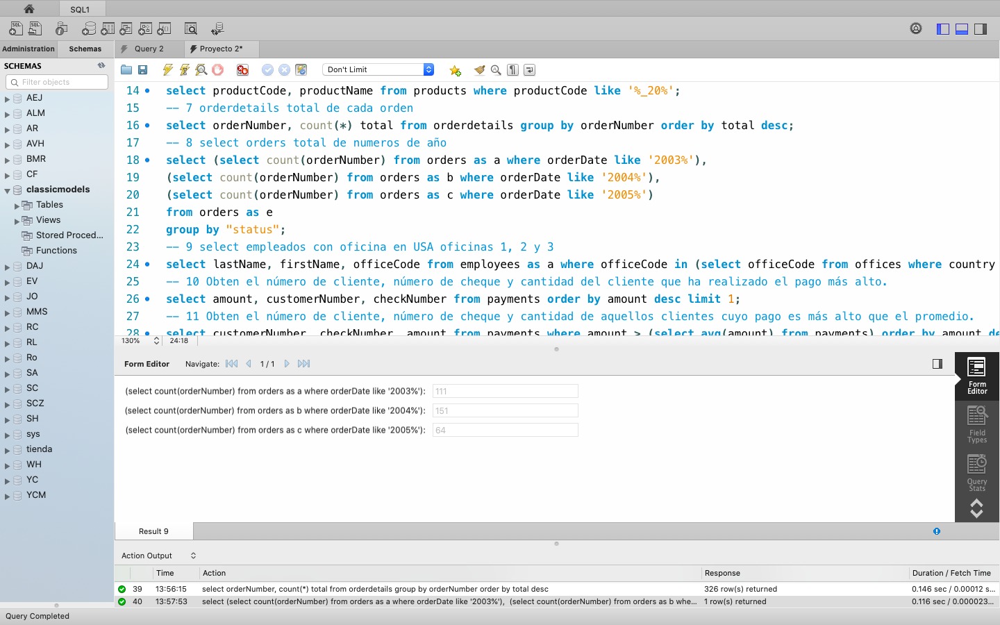 SQL1
Administration
Schemas
Query 2
Proyecto 2*
SCHEMAS
Filter objects
AEJ
ALM
AR
AVH
BMR
CF
classicmodels
Tables
Views
Stored Proced...
Functions
DAJ
EV
JO
MMS
RC
RL
Ro
SA
SC
SCZ
SH
sys
tienda
WH
YC
YCM
Don't Limit
14 select productCode, productName from products where productCode like '%_20%';
15 -- 7 orderdetails total de cada orden
16 select orderNumber, count(*) total from orderdetails group by orderNumber order by total desc;
17 -- 8 select orders total de numeros de año
18 select (select count(orderNumber) from orders as a where orderDate like '2003%'),
19 (select count(orderNumber) from orders as b where orderDate like '2004%'),
20 (select count(orderNumber) from orders as c where orderDate like '2005%')
21 from orders as e
22 group by "status";
23 -- 9 select empleados con oficina en USA oficinas 1, 2 y 3
24 select lastName, firstName, officeCode from employees as a where officeCode in (select officeCode from offices where country
25 -- 10 Obten el número de cliente, número de cheque y cantidad del cliente que ha realizado el pago más alto.
26 select amount, customerNumber, checkNumber from payments order by amount desc limit 1;
27 -- 11 Obten el número de cliente, número de cheque y cantidad de aquellos clientes cuyo pago es más alto que el promedio.
28 select customerNumber, checkNumber, amount from payments where amount > (select avg(amount) from payments) order by amount de
130% 24:18
Form Editor Navigate: 1 / 1
(select count(orderNumber) from orders as a where orderDate like '2003%'): 111
(select count(orderNumber) from orders as b where orderDate like '2004%'): 151
(select count(orderNumber) from orders as c where orderDate like '2005%'): 64
Form
Editor
Field
Types
Query
Stats
Result 9
Action Output
Time Action Response Duration / Fetch Time
39 13:56:15 select orderNumber, count(*) total from orderdetails group by orderNumber order by total desc 326 row(s) returned 0.146 sec / 0.00012 s...
40 13:57:53 select (select count(orderNumber) from orders as a where orderDate like '2003%'), (select count(orderNumber) from orders as b whe... 1 row(s) returned 0.116 sec / 0.000023...
Query Completed